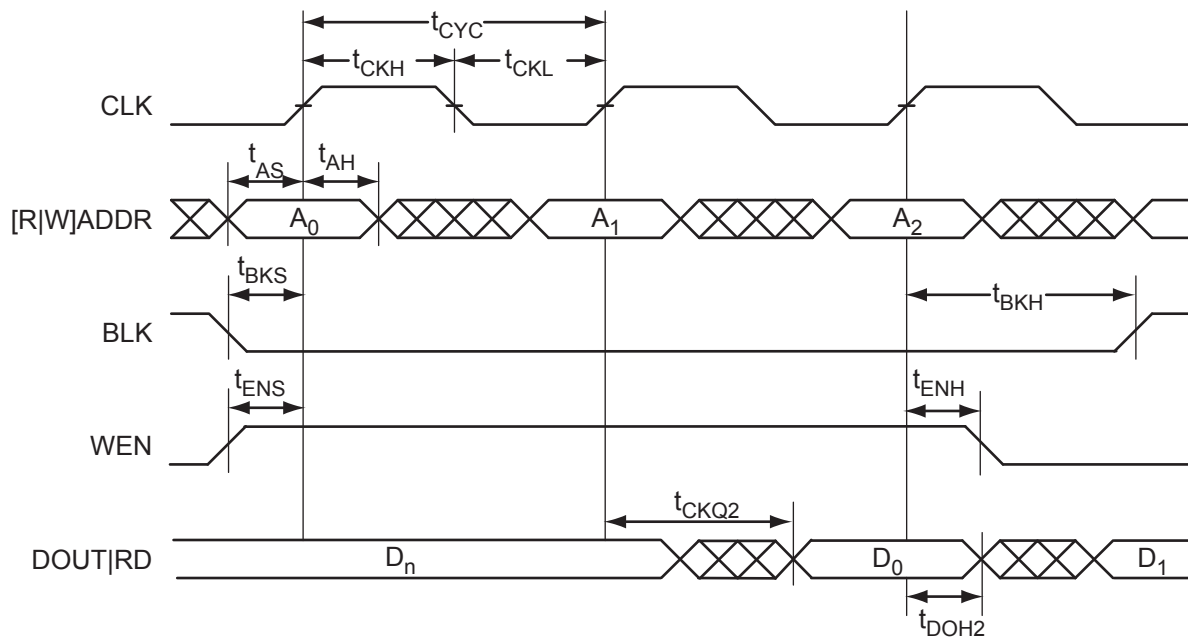 tCYC
tCKH tCKL
CLK
tAS tAH
[R|W]ADDR A0 A1 A2
tBKS tBKH
BLK
tENS tENH
WEN
tCKQ2
DOUT|RD Dn D0 D1
tDOH2